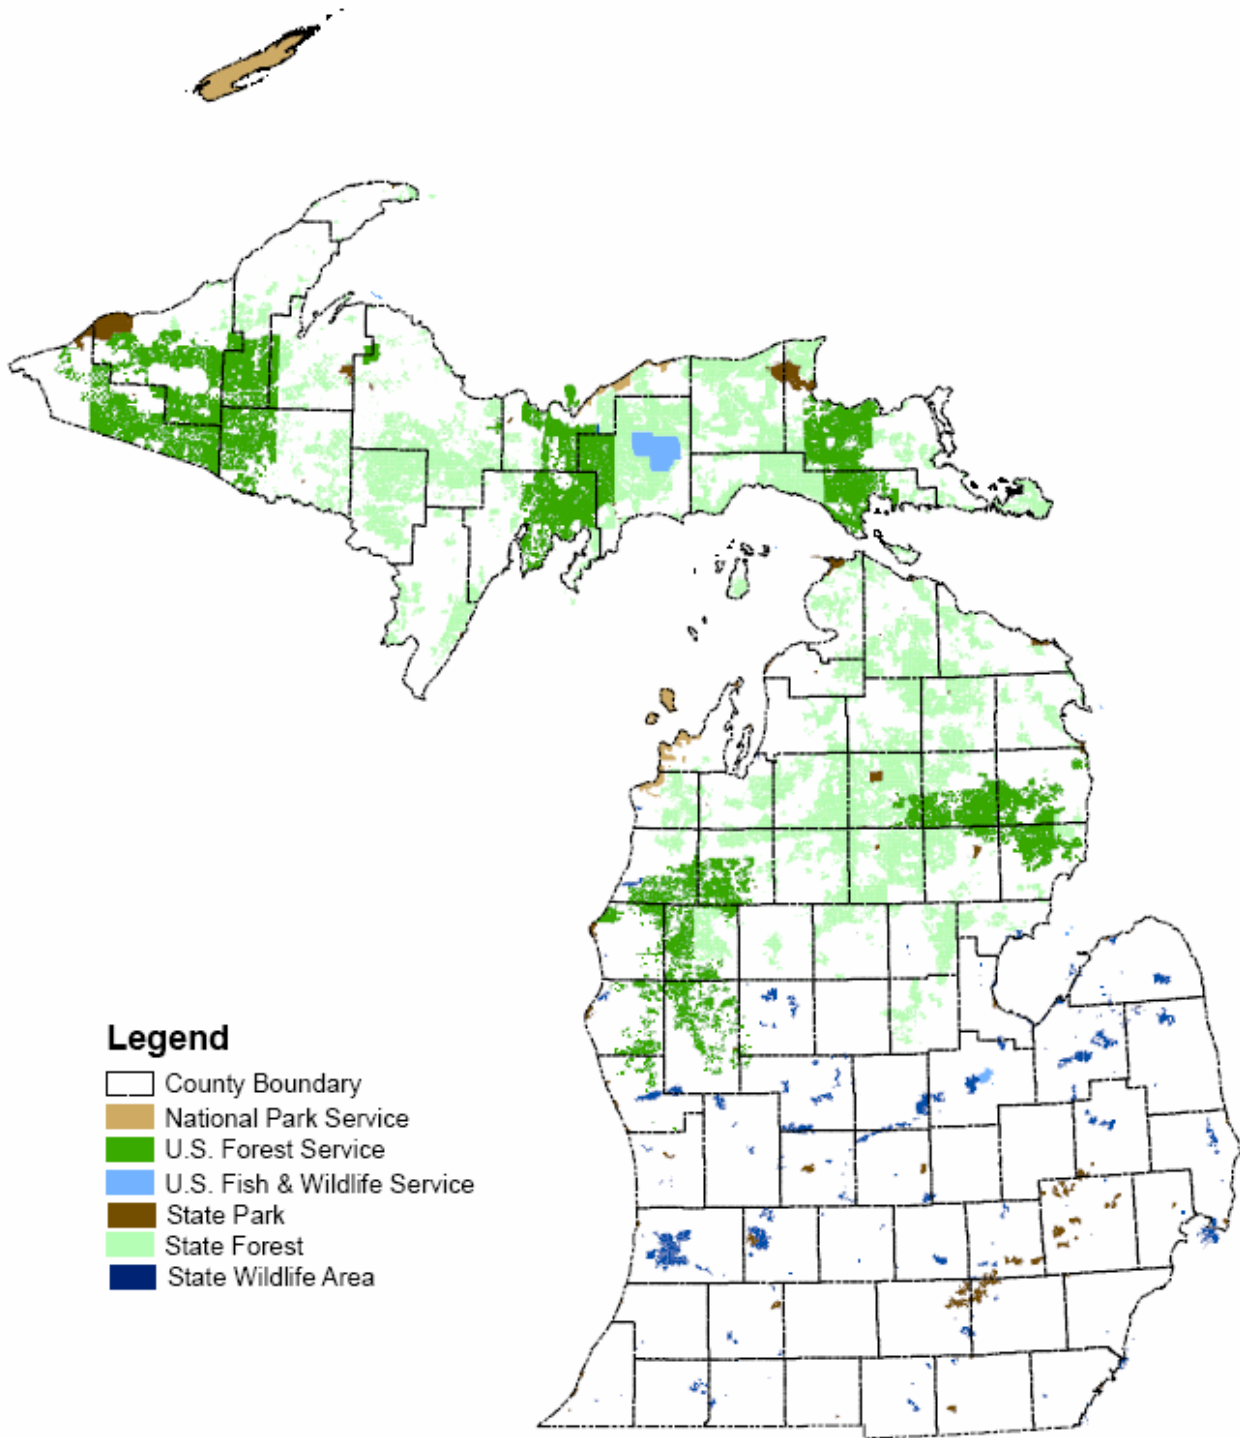 Legend
County Boundary
National Park Service
U.S. Forest Service
U.S. Fish & Wildlife Service
State Park
State Forest
State Wildlife Area